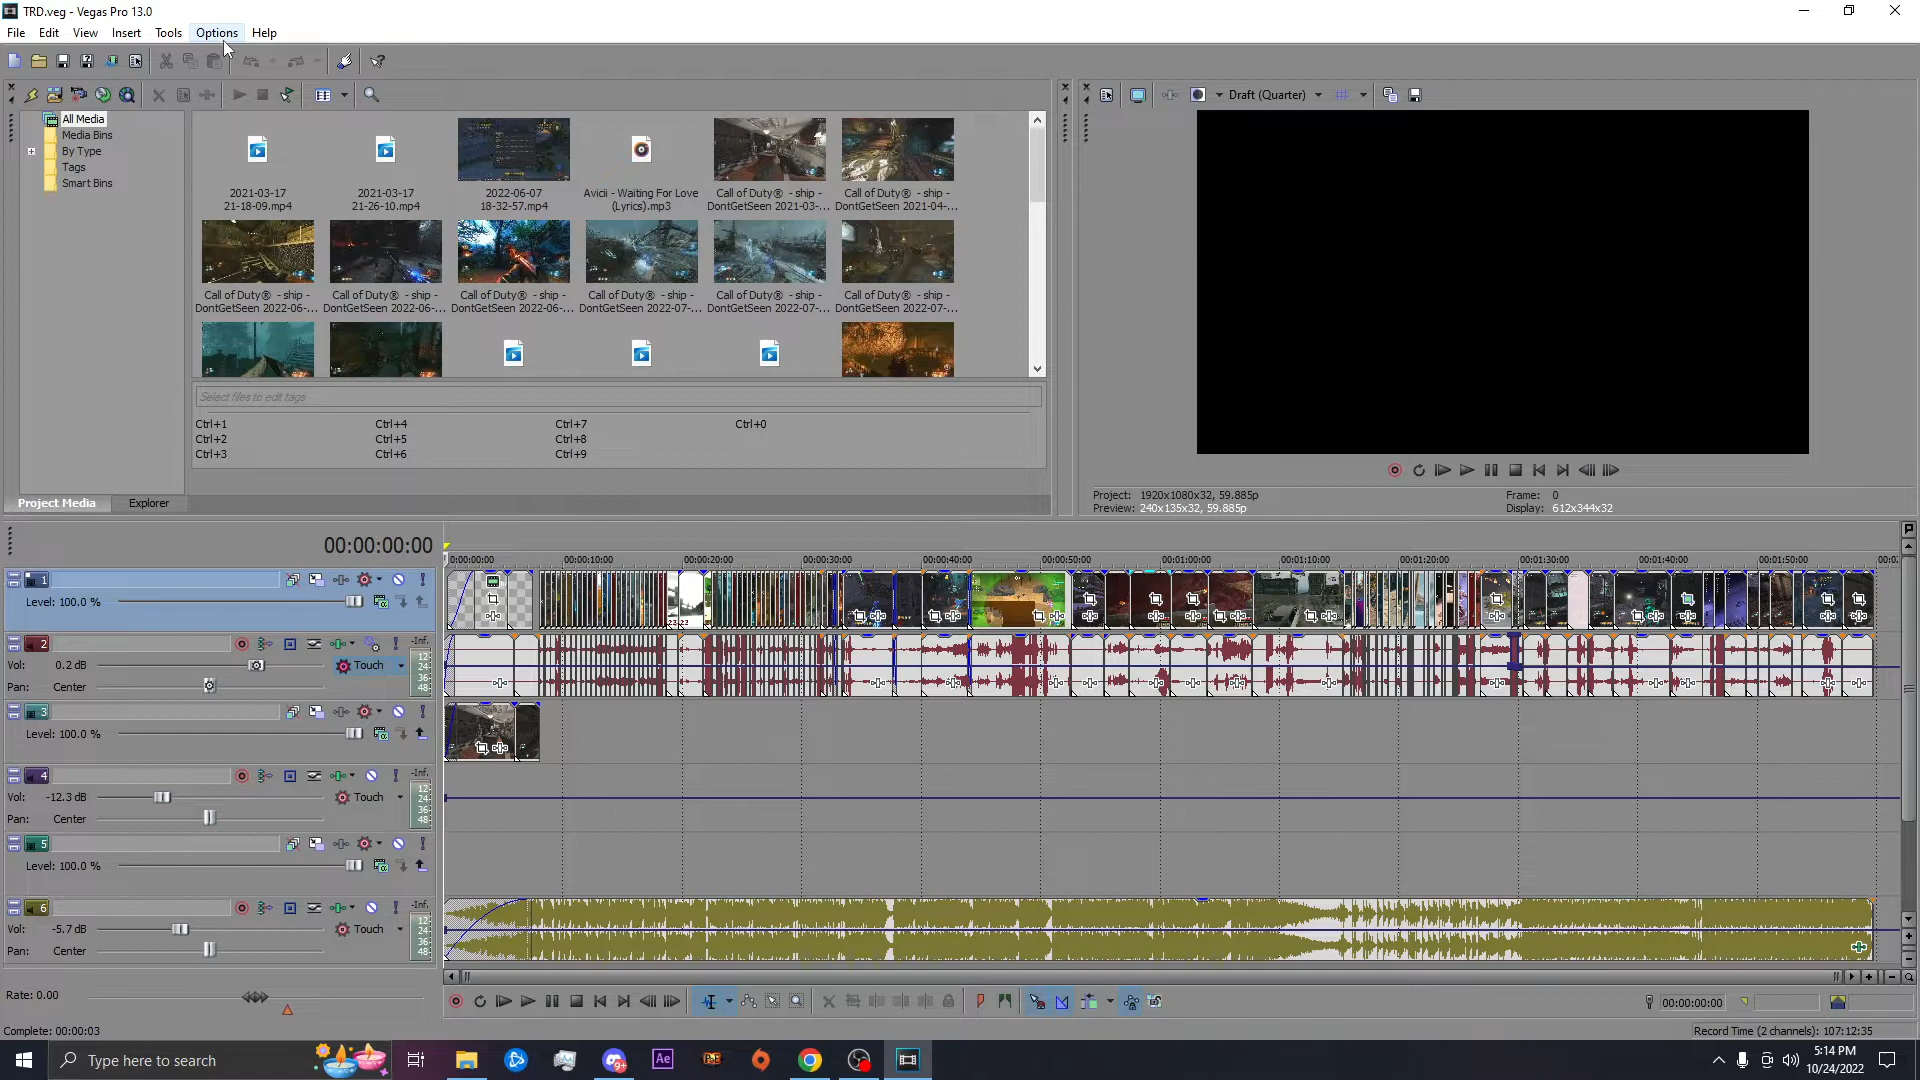 TRD.veg - Vegas Pro 13.0
File Edit View Insert Tools Options Help
Draft (Quarter)
All Media
Media Bins
By Type
Tags
Smart Bins
2021-03-17 21-18-09.mp4
2021-03-17 21-26-10.mp4
2022-06-07 18-32-57.mp4
Avicii - Waiting For Love (Lyrics).mp3
Call of Duty® - ship - DontGetSeen 2021-03-...
Call of Duty® - ship - DontGetSeen 2021-04-...
Call of Duty® - ship - DontGetSeen 2022-06-...
Call of Duty® - ship - DontGetSeen 2022-06-...
Call of Duty® - ship - DontGetSeen 2022-06-...
Call of Duty® - ship - DontGetSeen 2022-07-...
Call of Duty® - ship - DontGetSeen 2022-07-...
Call of Duty® - ship - DontGetSeen 2022-07-...
Select files to edit tags
Ctrl+1 Ctrl+4 Ctrl+7 Ctrl+0
Ctrl+2 Ctrl+5 Ctrl+8
Ctrl+3 Ctrl+6 Ctrl+9
Project Media Explorer
Project: 1920x1080x32, 59.885p
Preview: 240x135x32, 59.885p
Frame: 0
Display: 612x344x32
00:00:00:00
0:00:00:00 00:00:10:00 00:00:20:00 00:00:30:00 00:00:40:00 00:00:50:00 00:01:00:00 00:01:10:00 00:01:20:00 00:01:30:00 00:01:40:00 00:01:50:00 00:0
1
Level: 100.0 %
2
-Inf.
Vol: 0.2 dB Touch
Pan: Center
12
24
36
48
3
Level: 100.0 %
4
-Inf.
Vol: -12.3 dB Touch
Pan: Center
12
24
36
48
5
Level: 100.0 %
6
-Inf.
Vol: -5.7 dB Touch
Pan: Center
12
24
36
48
Rate: 0.00
00:00:00:00
Complete: 00:00:03
Record Time (2 channels): 107:12:35
Type here to search
9+
Ae
5:14 PM
10/24/2022